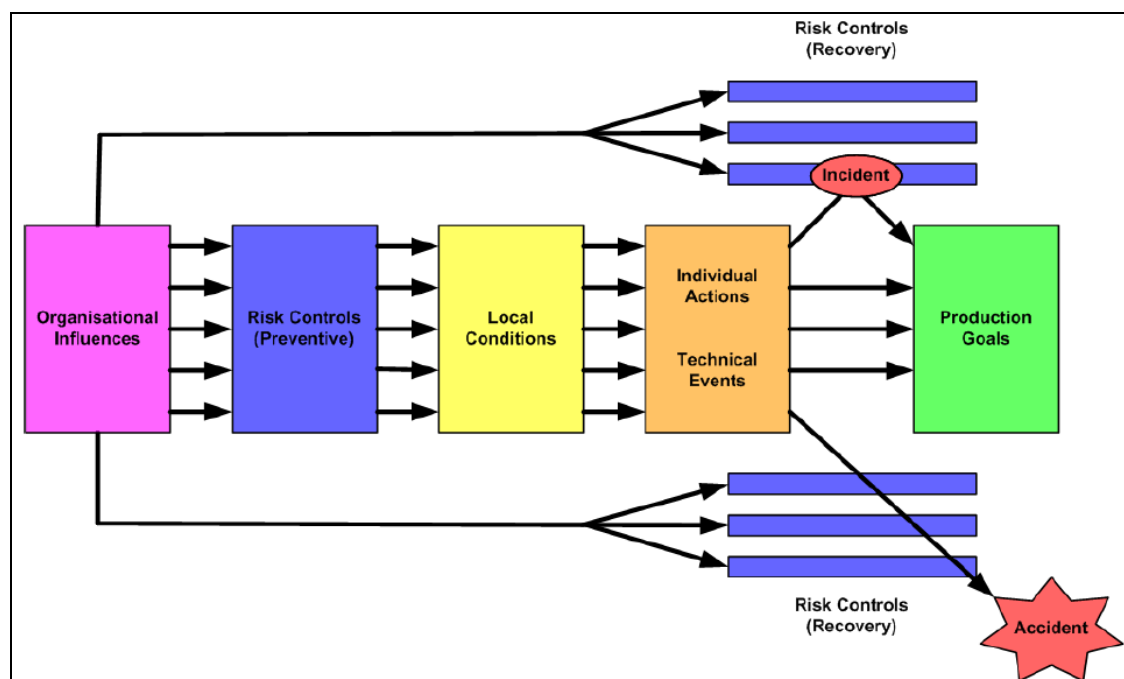 Risk Controls
(Recovery)
Incident
Organisational
Influences
Risk Controls
(Preventive)
Local
Conditions
Individual
Actions
Technical
Events
Production
Goals
Risk Controls
(Recovery)
Accident